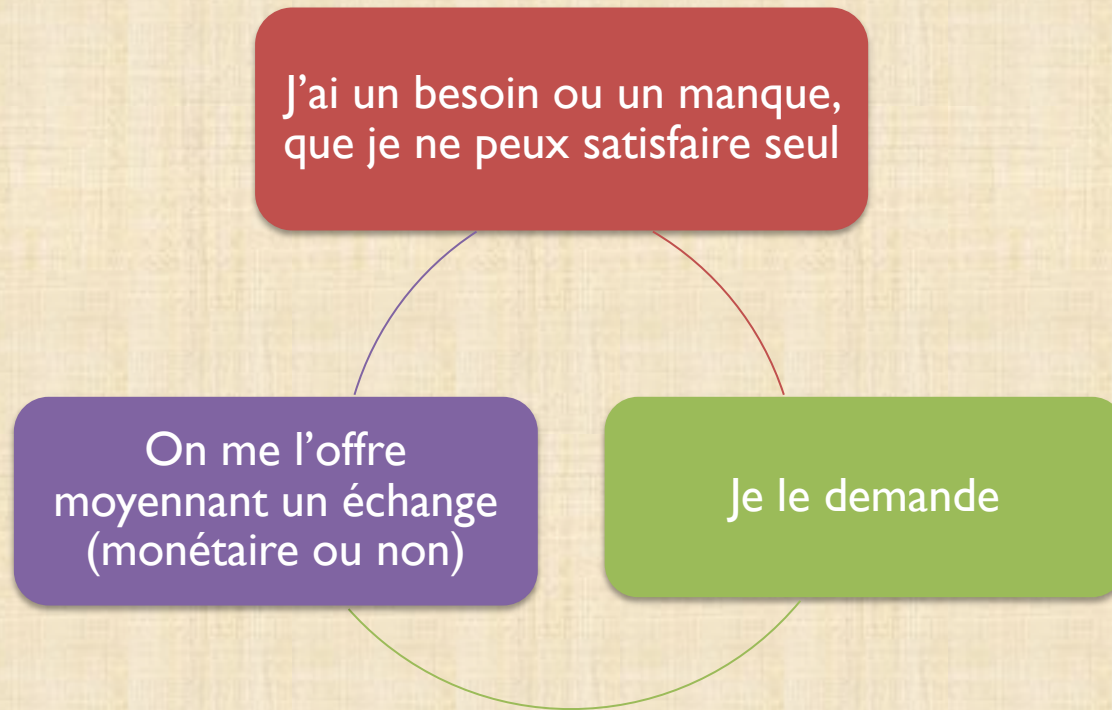 J’ai un besoin ou un manque,
que je ne peux satisfaire seul
On me l’offre
moyennant un échange
(monétaire ou non)
Je le demande